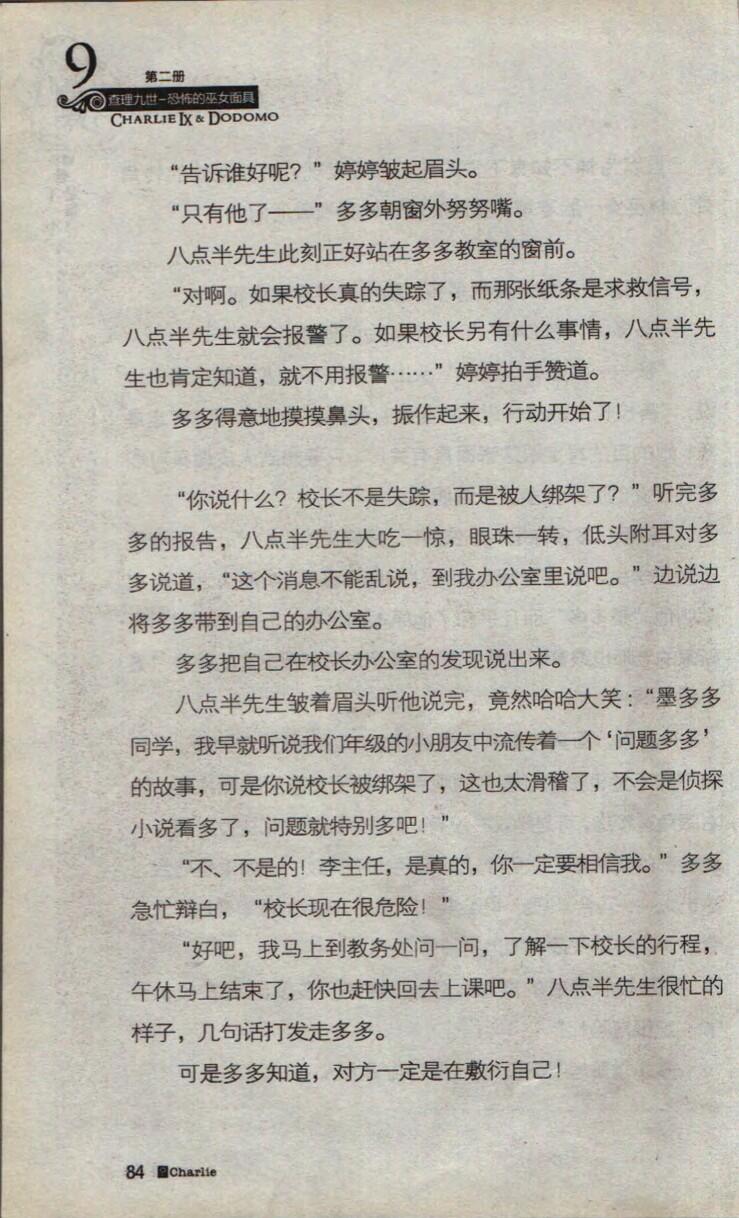 9
第二册
查理九世-恐怖的巫女面具
CHARLIE IX & DODOMO
“告诉谁好呢？”婷婷皱起眉头。
“只有他了——”多多朝窗外努努嘴。
八点半先生此刻正好站在多多教室的窗前。
“对啊。如果校长真的失踪了，而那张纸条是求救信号，
八点半先生就会报警了。如果校长另有什么事情，八点半先
生也肯定知道，就不用报警……”婷婷拍手赞道。
多多得意地摸摸鼻头，振作起来，行动开始了！
“你说什么？校长不是失踪，而是被人绑架了？”听完多
多的报告，八点半先生大吃一惊，眼珠一转，低头附耳对多
多说道，“这个消息不能乱说，到我办公室里说吧。”边说边
将多多带到自己的办公室。
多多把自己在校长办公室的发现说出来。
八点半先生皱着眉头听他说完，竟然哈哈大笑：“墨多多
同学，我早就听说我们年级的小朋友中流传着一个‘问题多多’
的故事，可是你说校长被绑架了，这也太滑稽了，不会是侦探
小说看多了，问题就特别多吧！”
“不、不是的！李主任，是真的，你一定要相信我。”多多
急忙辩白，“校长现在很危险！”
“好吧，我马上到教务处问一问，了解一下校长的行程，
午休马上结束了，你也赶快回去上课吧。”八点半先生很忙的
样子，几句话打发走多多。
可是多多知道，对方一定是在敷衍自己！
84 Charlie